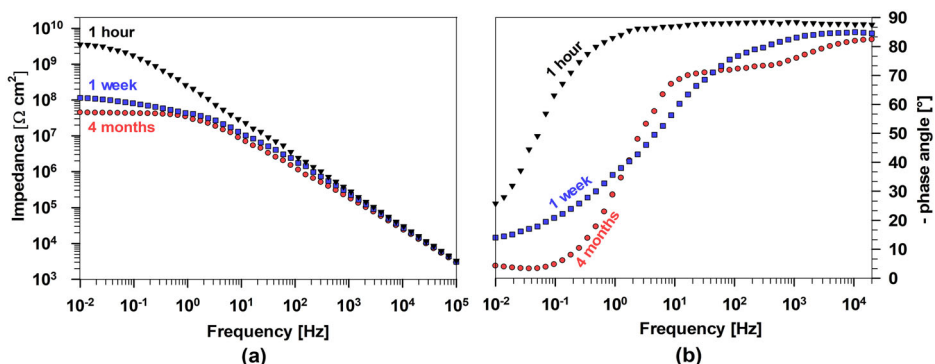 Impedanca [Ω cm²]
10¹⁰
10⁹
10⁸
10⁷
10⁶
10⁵
10⁴
10³
1 hour
1 week
4 months
10⁻² 10⁻¹ 10⁰ 10¹ 10² 10³ 10⁴ 10⁵
Frequency [Hz]
(a)
1 hour
1 week
4 months
90
80
70
60
50
40
30
20
10
0
- phase angle [°]
10⁻² 10⁻¹ 10⁰ 10¹ 10² 10³ 10⁴
Frequency [Hz]
(b)